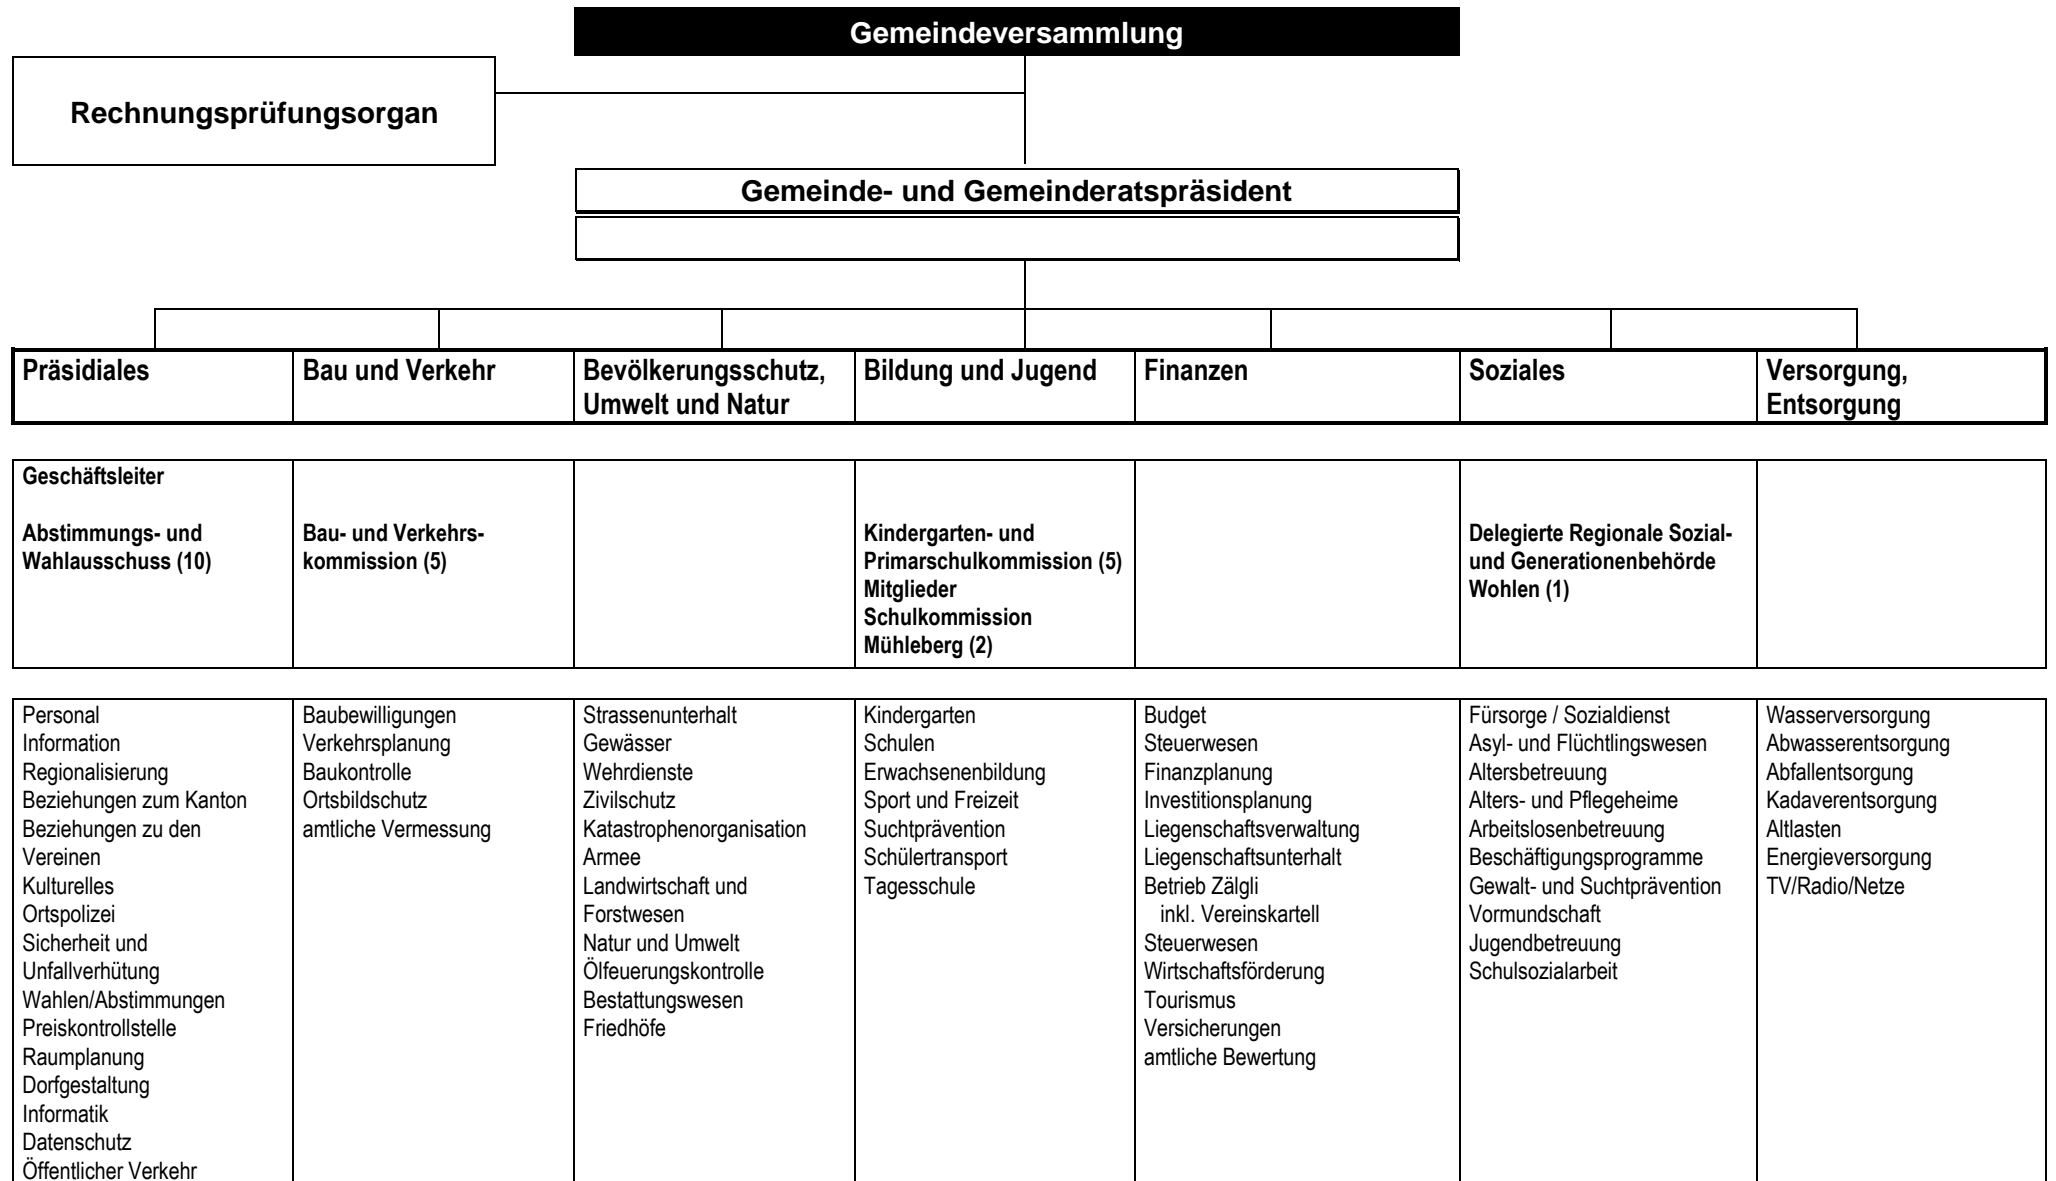 Gemeindeversammlung
Rechnungsprüfungsorgan
Gemeinde- und Gemeinderatspräsident
Präsidiales
Bau und Verkehr
Bevölkerungsschutz,
Umwelt und Natur
Bildung und Jugend
Finanzen
Soziales
Versorgung,
Entsorgung
Geschäftsleiter
Abstimmungs- und
Wahlausschuss (10)
Bau- und Verkehrs-
kommission (5)
Kindergarten- und
Primarschulkommission (5)
Mitglieder
Schulkommission
Mühleberg (2)
Delegierte Regionale Sozial-
und Generationenbehörde
Wohlen (1)
Personal
Information
Regionalisierung
Beziehungen zum Kanton
Beziehungen zu den
Vereinen
Kulturelles
Ortspolizei
Sicherheit und
Unfallverhütung
Wahlen/Abstimmungen
Preiskontrollstelle
Raumplanung
Dorfgestaltung
Informatik
Datenschutz
Öffentlicher Verkehr
Baubewilligungen
Verkehrsplanung
Baukontrolle
Ortsbildschutz
amtliche Vermessung
Strassenunterhalt
Gewässer
Wehrdienste
Zivilschutz
Katastrophenorganisation
Armee
Landwirtschaft und
Forstwesen
Natur und Umwelt
Ölfeuerungskontrolle
Bestattungswesen
Friedhöfe
Kindergarten
Schulen
Erwachsenenbildung
Sport und Freizeit
Suchtprävention
Schülertransport
Tagesschule
Budget
Steuerwesen
Finanzplanung
Investitionsplanung
Liegenschaftsverwaltung
Liegenschaftsunterhalt
Betrieb Zälgli
inkl. Vereinskartell
Steuerwesen
Wirtschaftsförderung
Tourismus
Versicherungen
amtliche Bewertung
Fürsorge / Sozialdienst
Asyl- und Flüchtlingswesen
Altersbetreuung
Alters- und Pflegeheime
Arbeitslosenbetreuung
Beschäftigungsprogramme
Gewalt- und Suchtprävention
Vormundschaft
Jugendbetreuung
Schulsozialarbeit
Wasserversorgung
Abwasserentsorgung
Abfallentsorgung
Kadaverentsorgung
Altlasten
Energieversorgung
TV/Radio/Netze